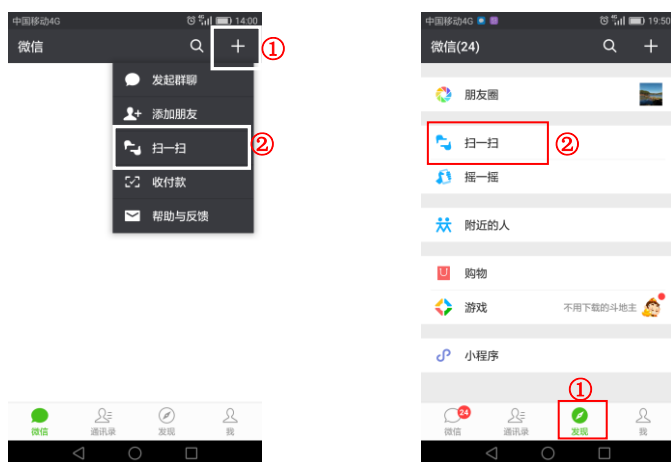 中国移动4G 14:00
微信 ①
发起群聊
添加朋友
扫一扫 ②
收付款
帮助与反馈
微信 通讯录 发现 我
中国移动4G 19:50
微信(24)
朋友圈
扫一扫 ②
摇一摇
附近的人
购物
游戏 不用下载的斗地主
小程序
①
24
微信 通讯录 发现 我